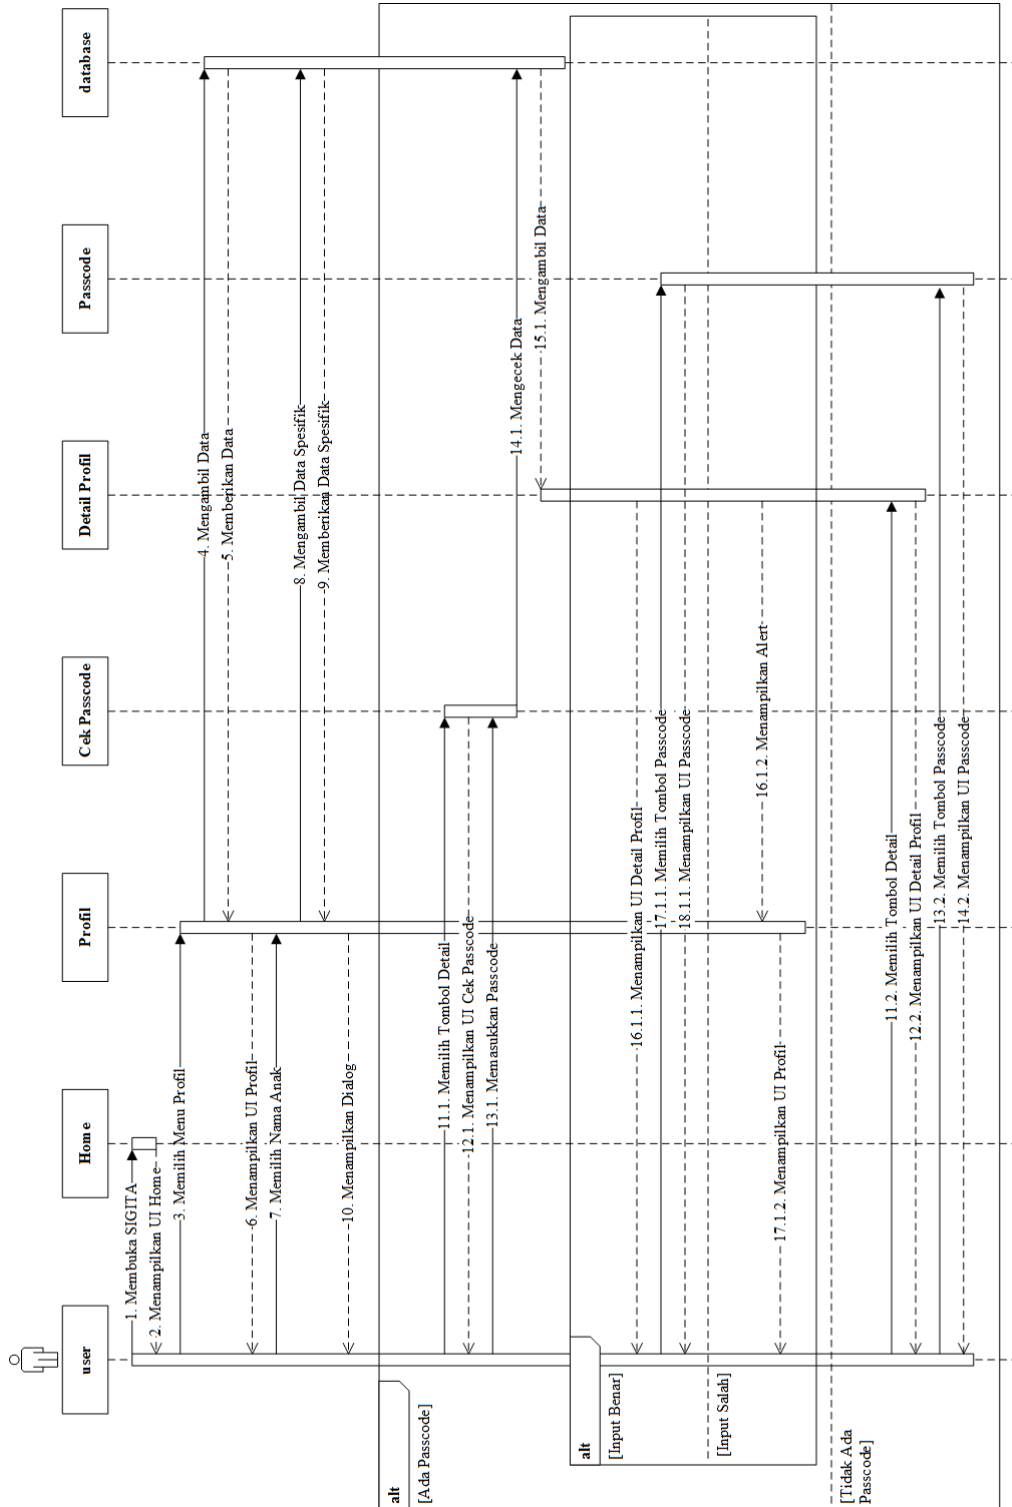 user
Home
Profil
Cek Passcode
Detail Profil
Passcode
database
1. Membuka SIGITA
2. Menampilkan UI Home
3. Memilih Menu Profil
4. Mengambil Data
5. Memberikan Data
6. Menampilkan UI Profil
7. Memilih Nama Anak
8. Mengambil Data Spesifik
9. Memberikan Data Spesifik
10. Menampilkan Dialog
alt
[Ada Passcode]
11.1. Memilih Tombol Detail
12.1. Menampilkan UI Cek Passcode
13.1. Memasukkan Passcode
14.1. Mengecek Data
15.1. Mengambil Data
alt
[Input Benar]
16.1.1. Menampilkan UI Detail Profil
17.1.1. Memilih Tombol Passcode
18.1.1. Menampilkan UI Passcode
[Input Salah]
16.1.2. Menampilkan Alert
17.1.2. Menampilkan UI Profil
[Tidak Ada
Passcode]
11.2. Memilih Tombol Detail
12.2. Menampilkan UI Detail Profil
13.2. Memilih Tombol Passcode
14.2. Menampilkan UI Passcode